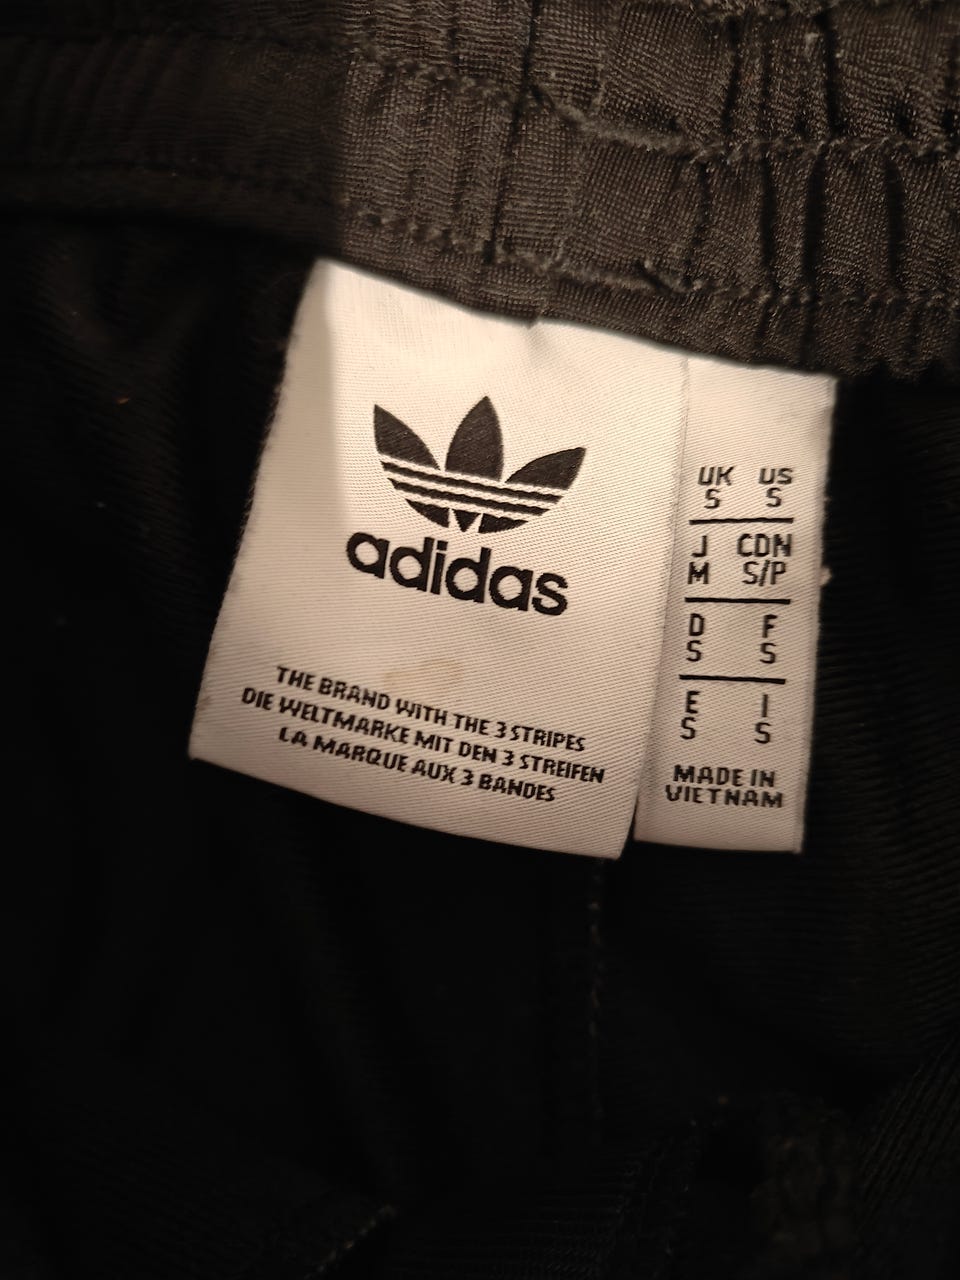 adidas
THE BRAND WITH THE 3 STRIPES
DIE WELTMARKE MIT DEN 3 STREIFEN
LA MARQUE AUX 3 BANDES
UK US
S S
J CDN
M S/P
D F
S S
E I
S S
MADE IN
VIETNAM